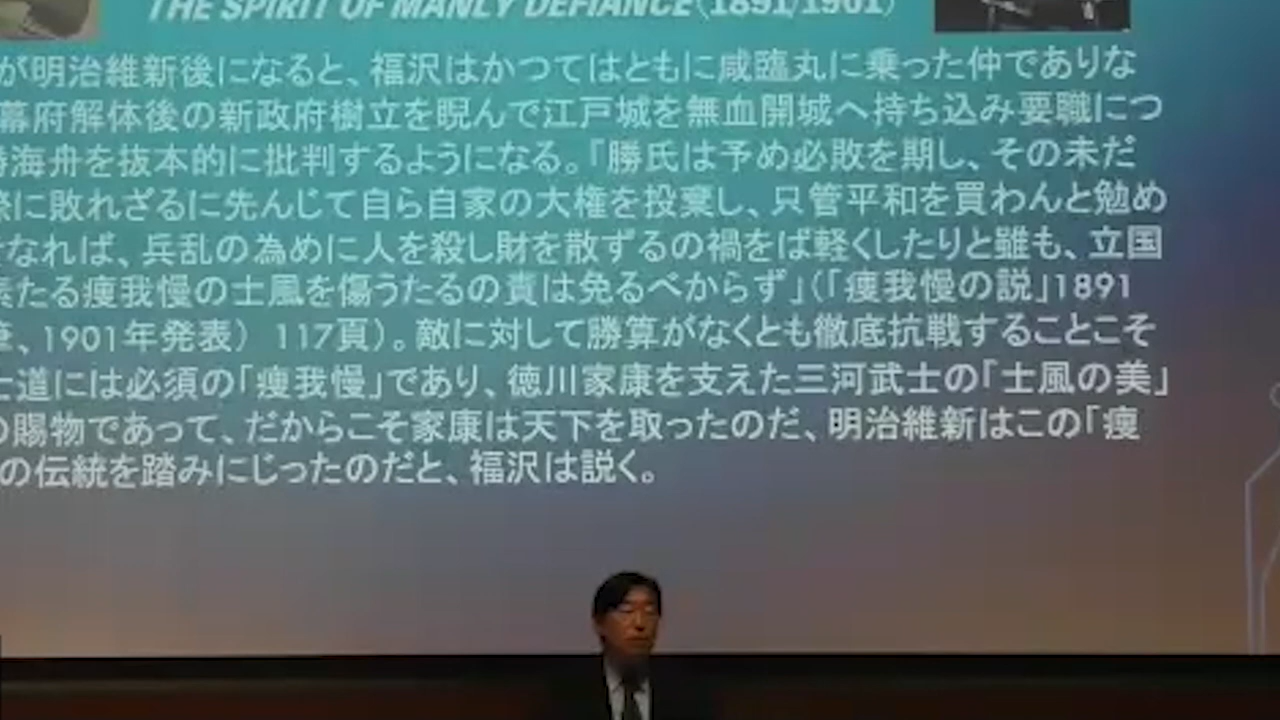 THE SPIRIT OF MANLY DEFIANCE(1891/1901)
が明治維新後になると、福沢はかつてはともに咸臨丸に乗った仲でありな
幕府解体後の新政府樹立を睨んで江戸城を無血開城へ持ち込み要職につ
勝海舟を抜本的に批判するようになる。「勝氏は予め必敗を期し、その未だ
際に敗れざるに先んじて自ら自家の大権を投棄し、只管平和を買わんと勉め
なれば、兵乱の為めに人を殺し財を散ずるの禍をば軽くしたりと雖も、立国
素たる瘦我慢の士風を傷うたるの責は免るべからず」(「瘦我慢の説」1891
筆、1901年発表) 117頁)。敵に対して勝算がなくとも徹底抗戦することこそ
士道には必須の「瘦我慢」であり、徳川家康を支えた三河武士の「士風の美」
の賜物であって、だからこそ家康は天下を取ったのだ、明治維新はこの「瘦
の伝統を踏みにじったのだと、福沢は説く。